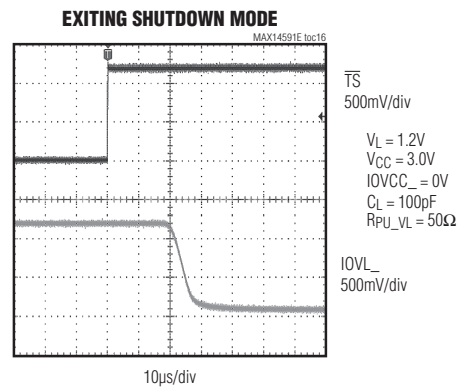 EXITING SHUTDOWN MODE
MAX14591E toc16
TS
500mV/div
VL = 1.2V
VCC = 3.0V
IOVCC_ = 0V
CL = 100pF
RPU_VL = 50Ω
IOVL_
500mV/div
10µs/div